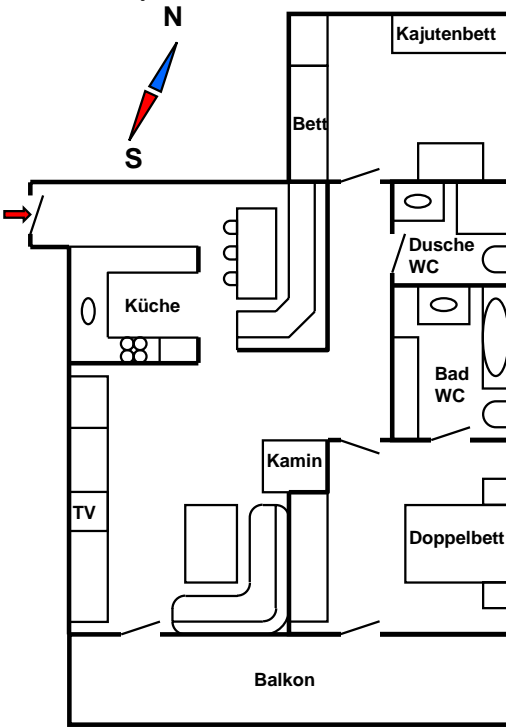 N
S
Kajutenbett
Bett
Dusche
WC
Küche
Bad
WC
Kamin
TV
Doppelbett
Balkon